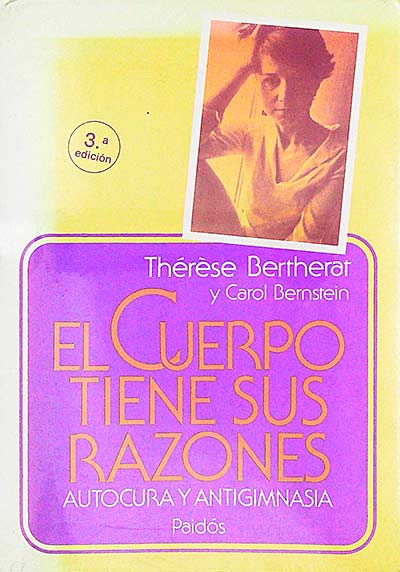 3.ª
edición
Thérèse Bertherat
y Carol Bernstein
EL CUERPO
TIENE SUS
RAZONES
AUTOCURA Y ANTIGIMNASIA
Paidós